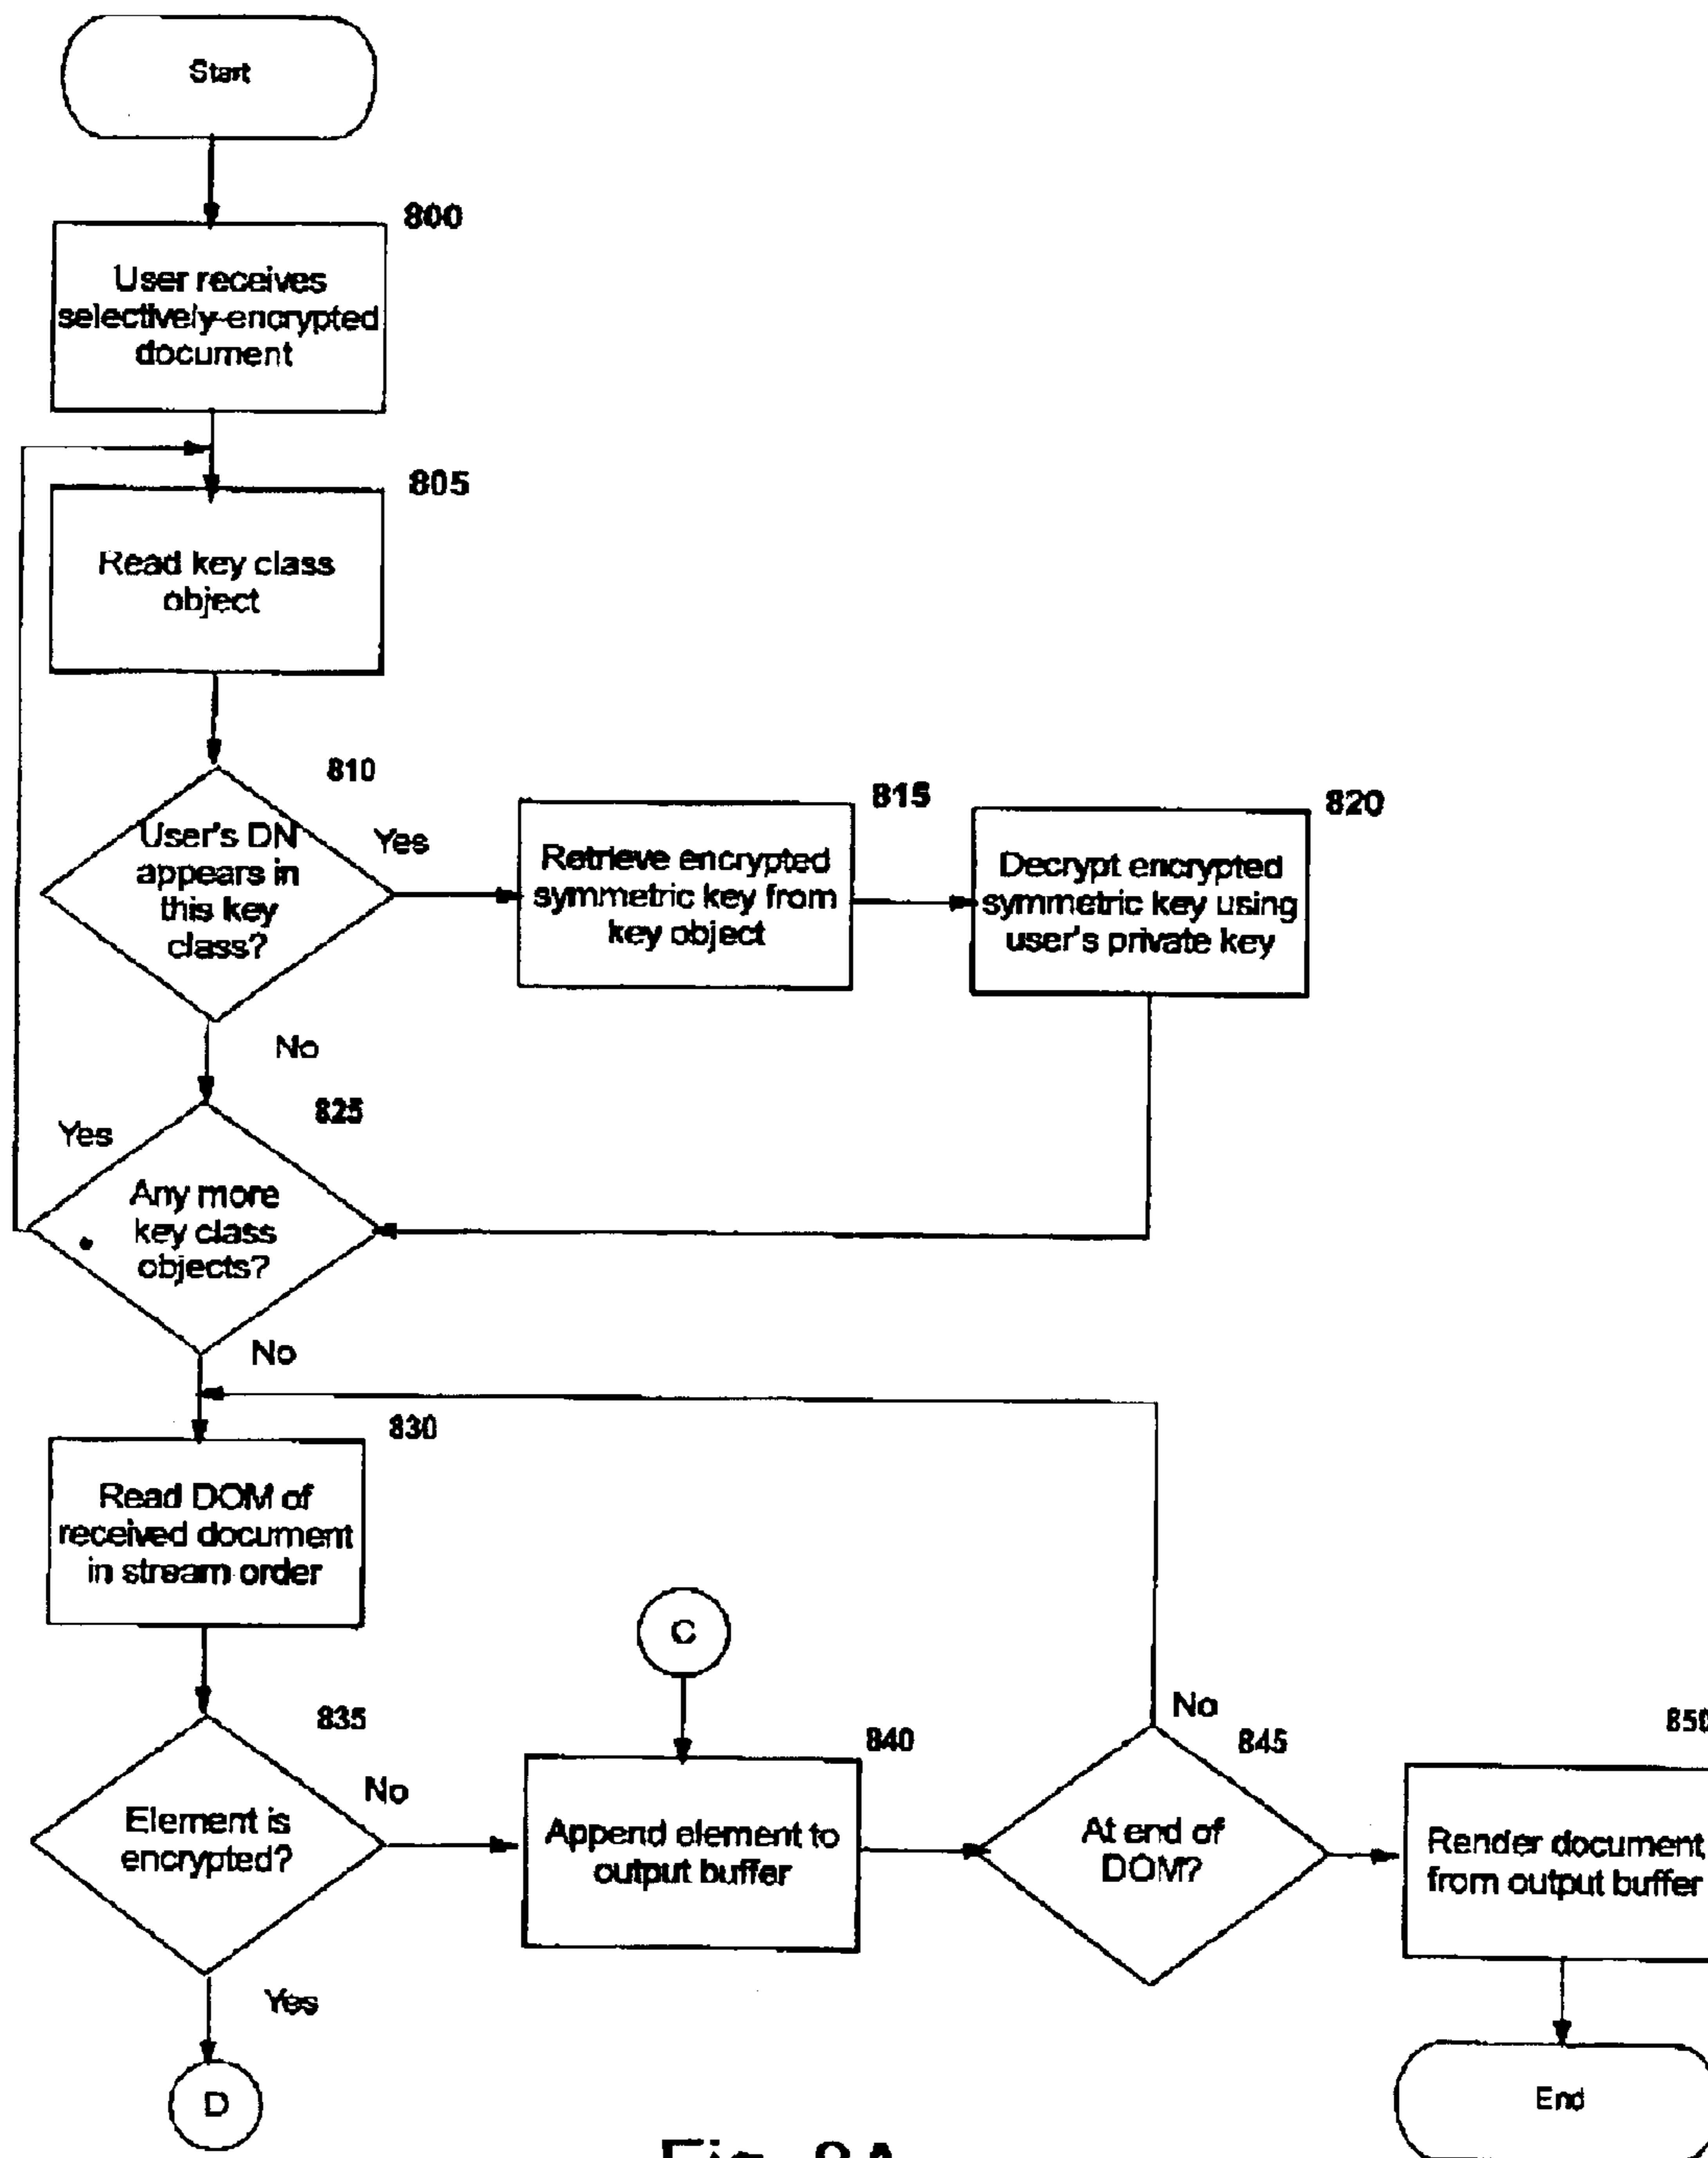 Start
800
User receives
selectively-encrypted
document
805
Read key class
object
810
User's DN
appears in
this key
class?
Yes
815
Retrieve encrypted
symmetric key from
key object
820
Decrypt encrypted
symmetric key using
user's private key
No
825
Yes
Any more
key class
objects?
No
830
Read DOM of
received document
in stream order
C
835
Element is
encrypted?
No
840
Append element to
output buffer
No
845
At end of
DOM?
850
Render document
from output buffer
Yes
D
End
Fig. 8A